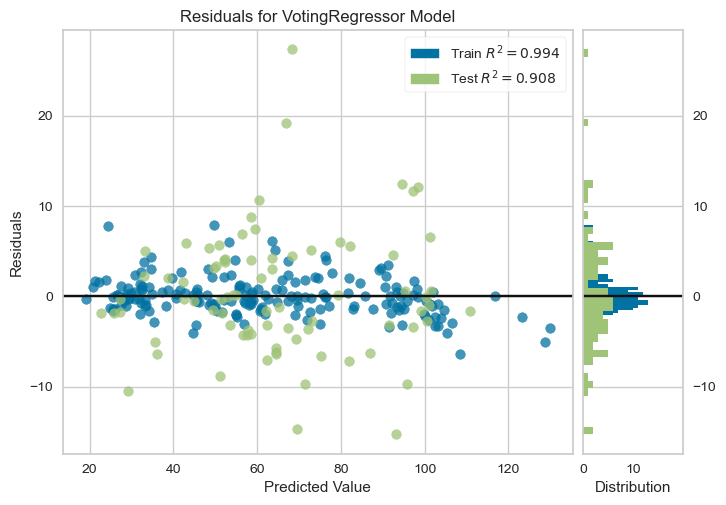 Residuals for VotingRegressor Model
Train R² = 0.994
Test R² = 0.908
Residuals
20
10
0
−10
20
10
0
−10
20 40 60 80 100 120
0 10
Predicted Value
Distribution